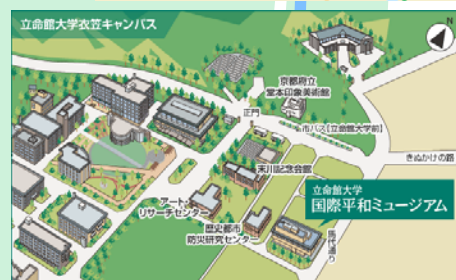 立命館大学衣笠キャンパス
N
京都府立
堂本印象美術館
正門
市バス【立命館大学前】
きぬかけの路
末川記念会館
立命館大学
国際平和ミュージアム
アート・
リサーチセンター
歴史都市
防災研究センター
馬代通り